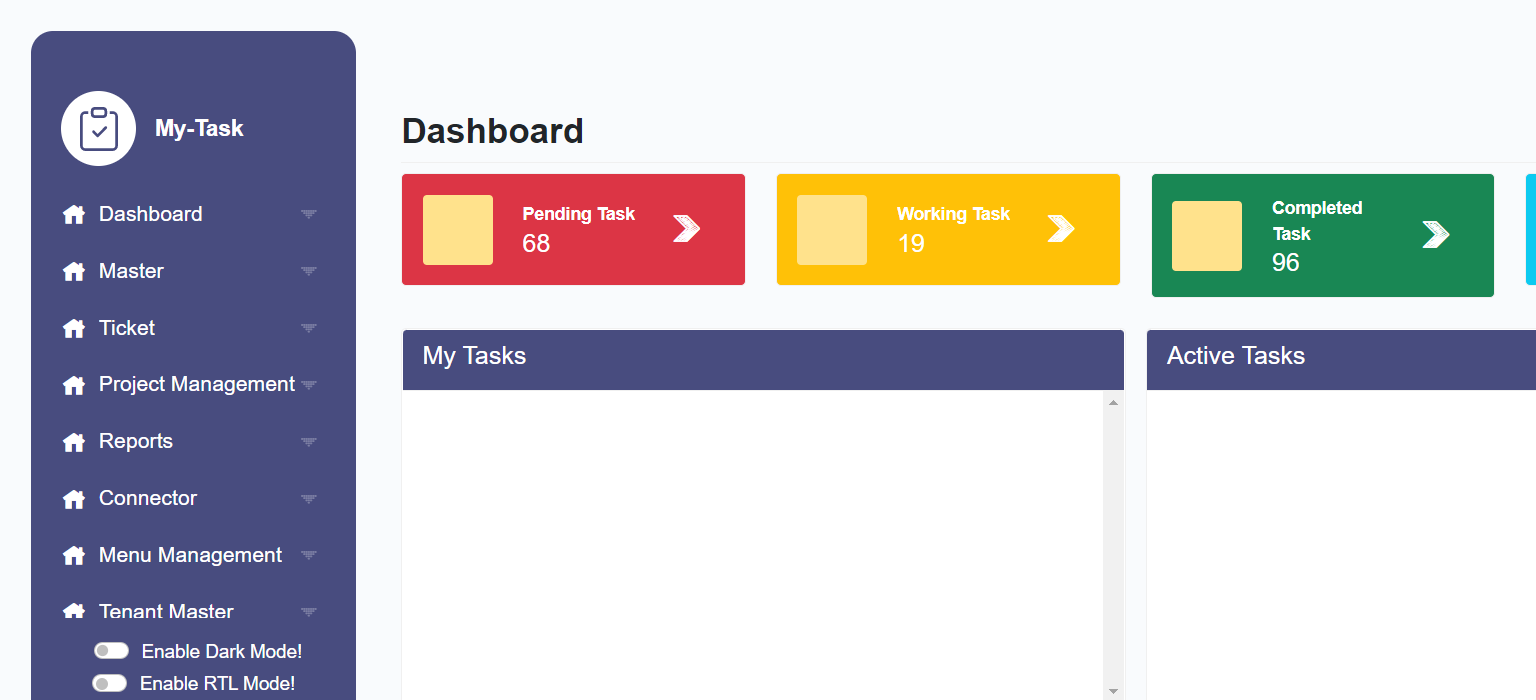 My-Task
Dashboard
Master
Ticket
Project Management
Reports
Connector
Menu Management
Tenant Master
Enable Dark Mode!
Enable RTL Mode!
Dashboard
Pending Task
68
Working Task
19
Completed
Task
96
My Tasks
Active Tasks